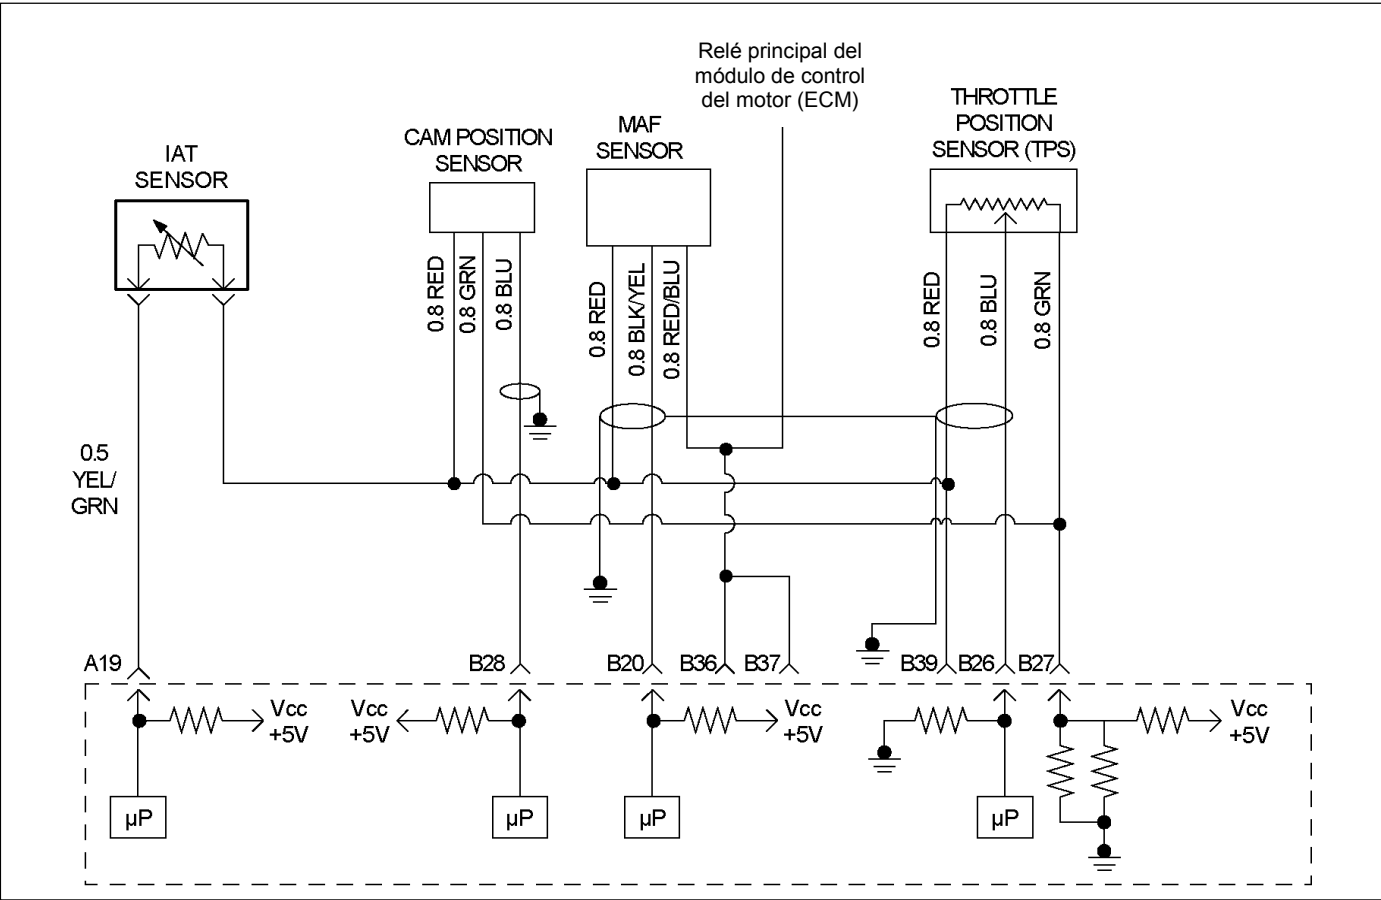 Relé principal del
módulo de control
del motor (ECM)
THROTTLE
POSITION
SENSOR (TPS)
MAF
SENSOR
CAM POSITION
SENSOR
IAT
SENSOR
0.8 RED
0.8 GRN
0.8 BLU
0.8 RED
0.8 BLK/YEL
0.8 RED/BLU
0.8 RED
0.8 BLU
0.8 GRN
0.5
YEL/
GRN
A19
B28
B20
B36
B37
B39
B26
B27
Vcc
+5V
Vcc
+5V
Vcc
+5V
Vcc
+5V
µP
µP
µP
µP